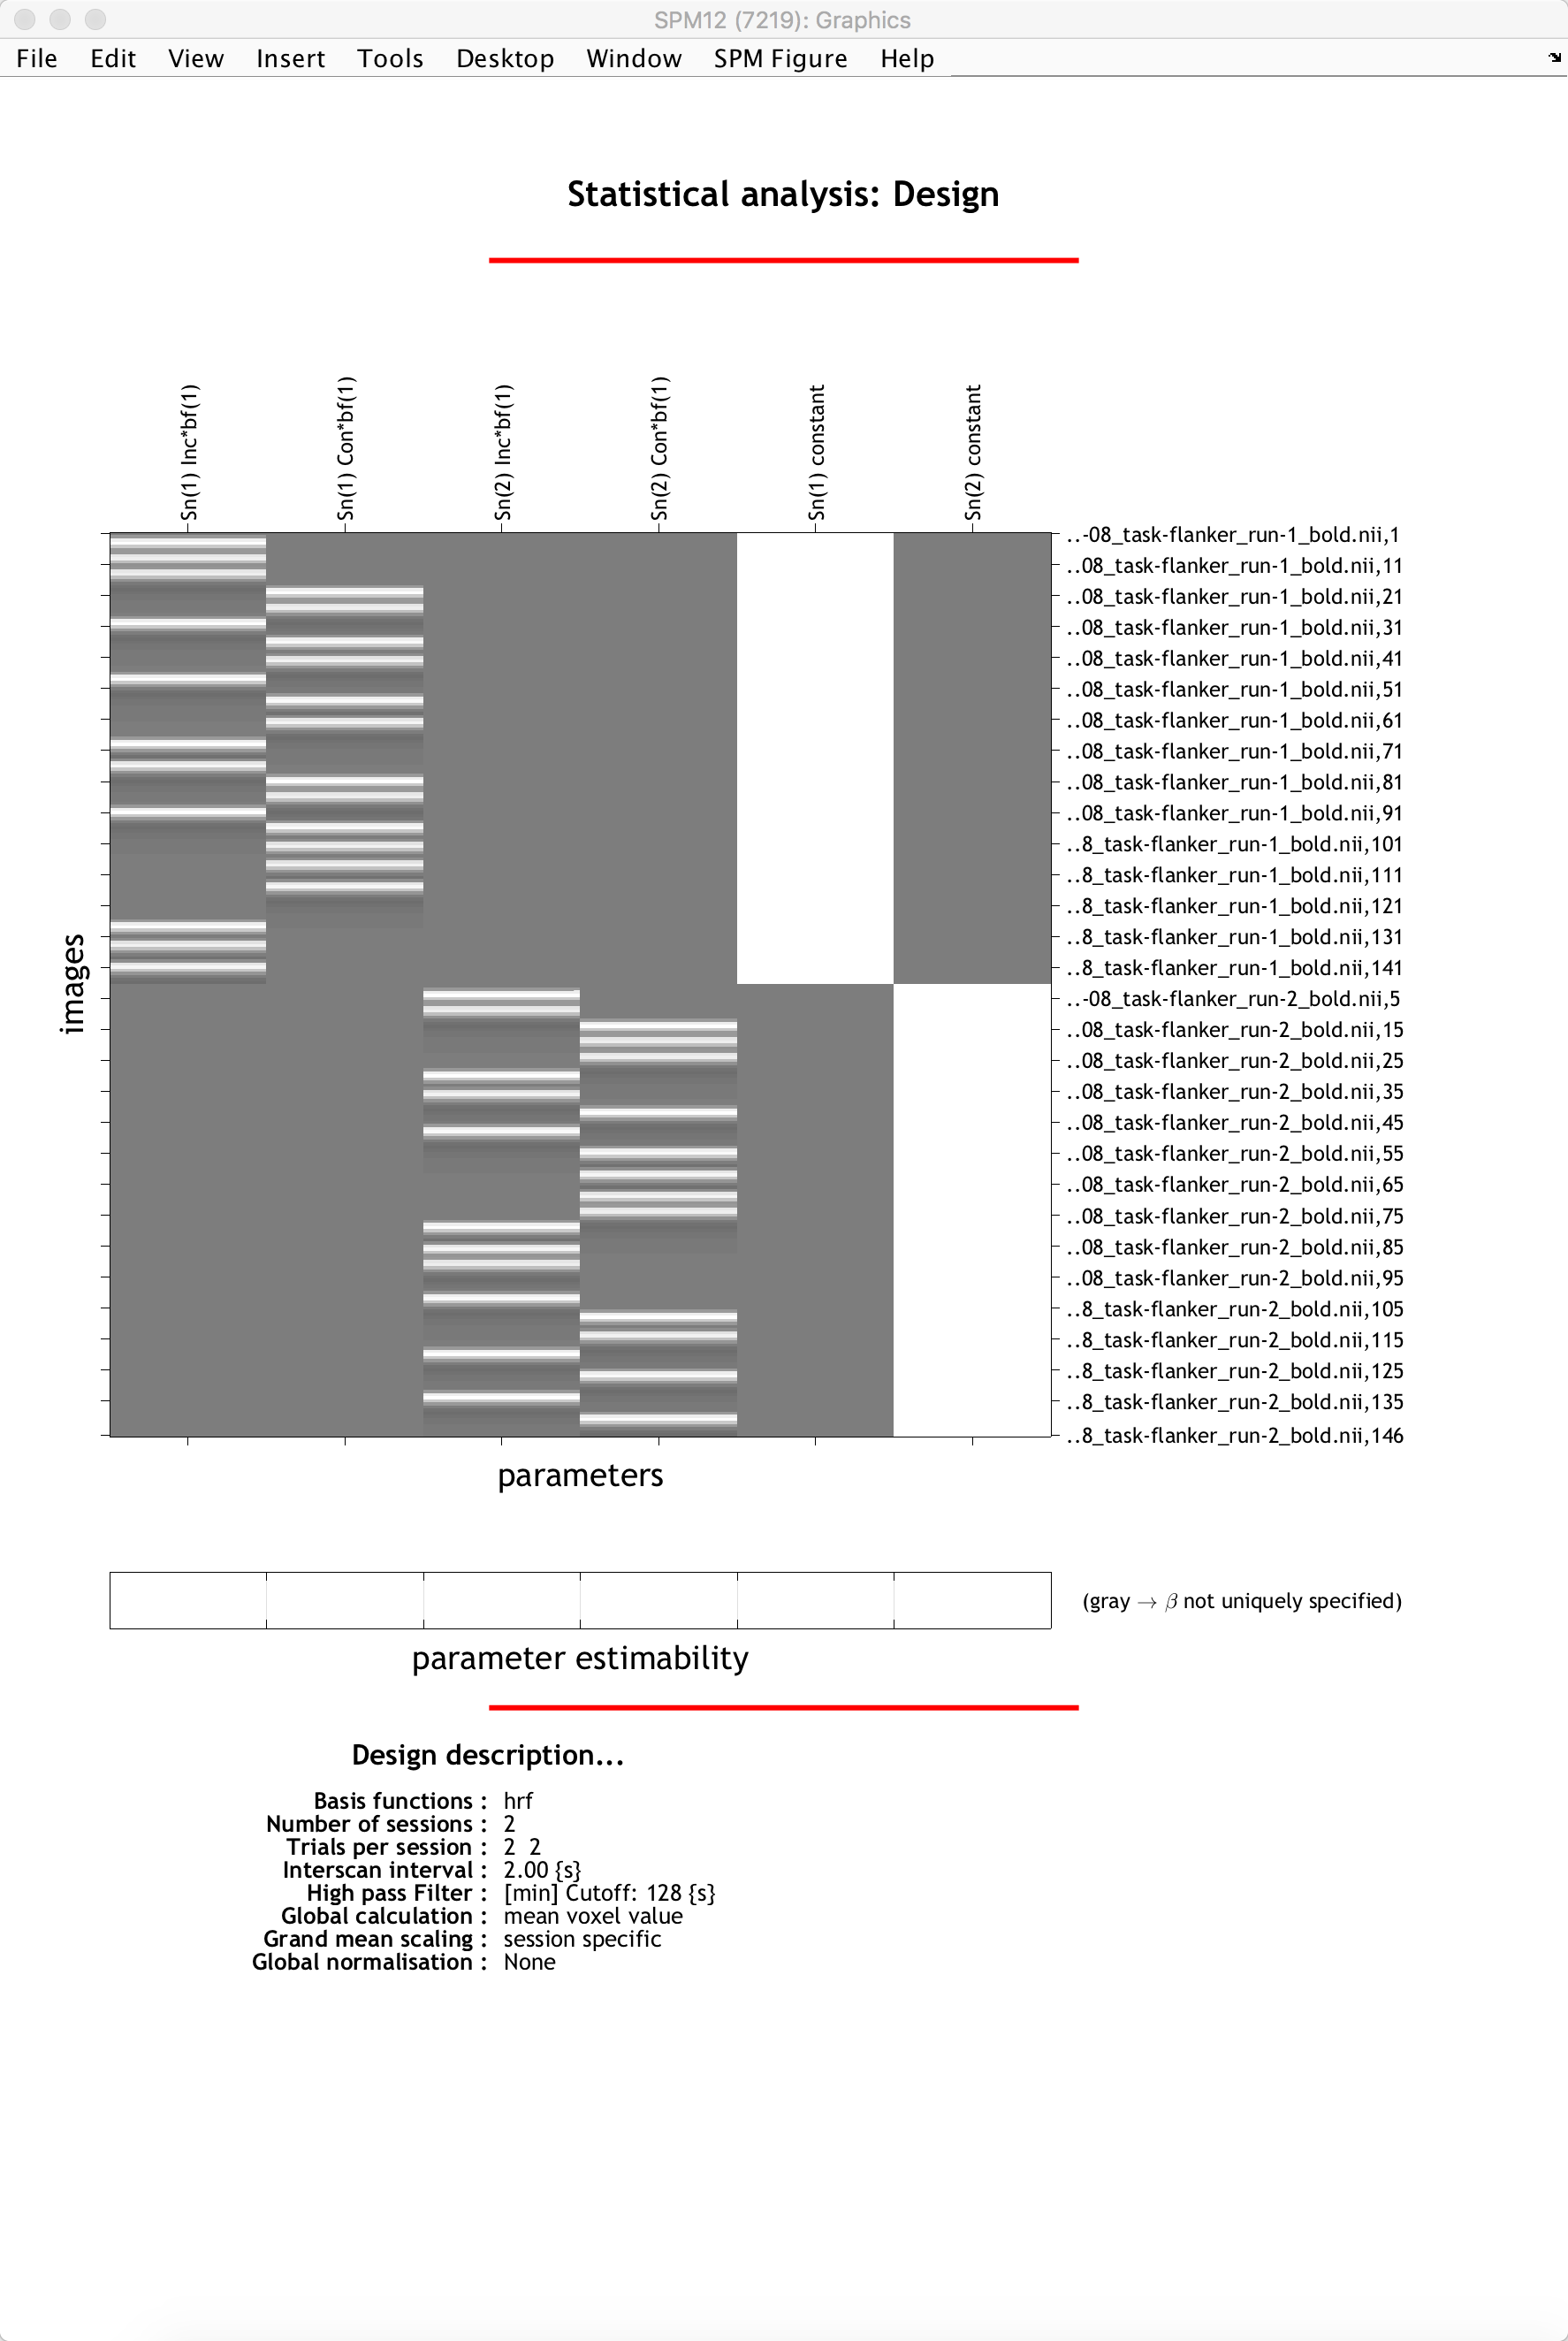 SPM12 (7219): Graphics
File Edit View Insert Tools Desktop Window SPM Figure Help
Statistical analysis: Design
Sn(1) Inc*bf(1)
Sn(1) Con*bf(1)
Sn(2) Inc*bf(1)
Sn(2) Con*bf(1)
Sn(1) constant
Sn(2) constant
images
..-08_task-flanker_run-1_bold.nii,1
..08_task-flanker_run-1_bold.nii,11
..08_task-flanker_run-1_bold.nii,21
..08_task-flanker_run-1_bold.nii,31
..08_task-flanker_run-1_bold.nii,41
..08_task-flanker_run-1_bold.nii,51
..08_task-flanker_run-1_bold.nii,61
..08_task-flanker_run-1_bold.nii,71
..08_task-flanker_run-1_bold.nii,81
..08_task-flanker_run-1_bold.nii,91
..8_task-flanker_run-1_bold.nii,101
..8_task-flanker_run-1_bold.nii,111
..8_task-flanker_run-1_bold.nii,121
..8_task-flanker_run-1_bold.nii,131
..8_task-flanker_run-1_bold.nii,141
..-08_task-flanker_run-2_bold.nii,5
..08_task-flanker_run-2_bold.nii,15
..08_task-flanker_run-2_bold.nii,25
..08_task-flanker_run-2_bold.nii,35
..08_task-flanker_run-2_bold.nii,45
..08_task-flanker_run-2_bold.nii,55
..08_task-flanker_run-2_bold.nii,65
..08_task-flanker_run-2_bold.nii,75
..08_task-flanker_run-2_bold.nii,85
..08_task-flanker_run-2_bold.nii,95
..8_task-flanker_run-2_bold.nii,105
..8_task-flanker_run-2_bold.nii,115
..8_task-flanker_run-2_bold.nii,125
..8_task-flanker_run-2_bold.nii,135
..8_task-flanker_run-2_bold.nii,146
parameters
(gray → β not uniquely specified)
parameter estimability
Design description...
Basis functions : hrf
Number of sessions : 2
Trials per session : 2 2
Interscan interval : 2.00 {s}
High pass Filter : [min] Cutoff: 128 {s}
Global calculation : mean voxel value
Grand mean scaling : session specific
Global normalisation : None